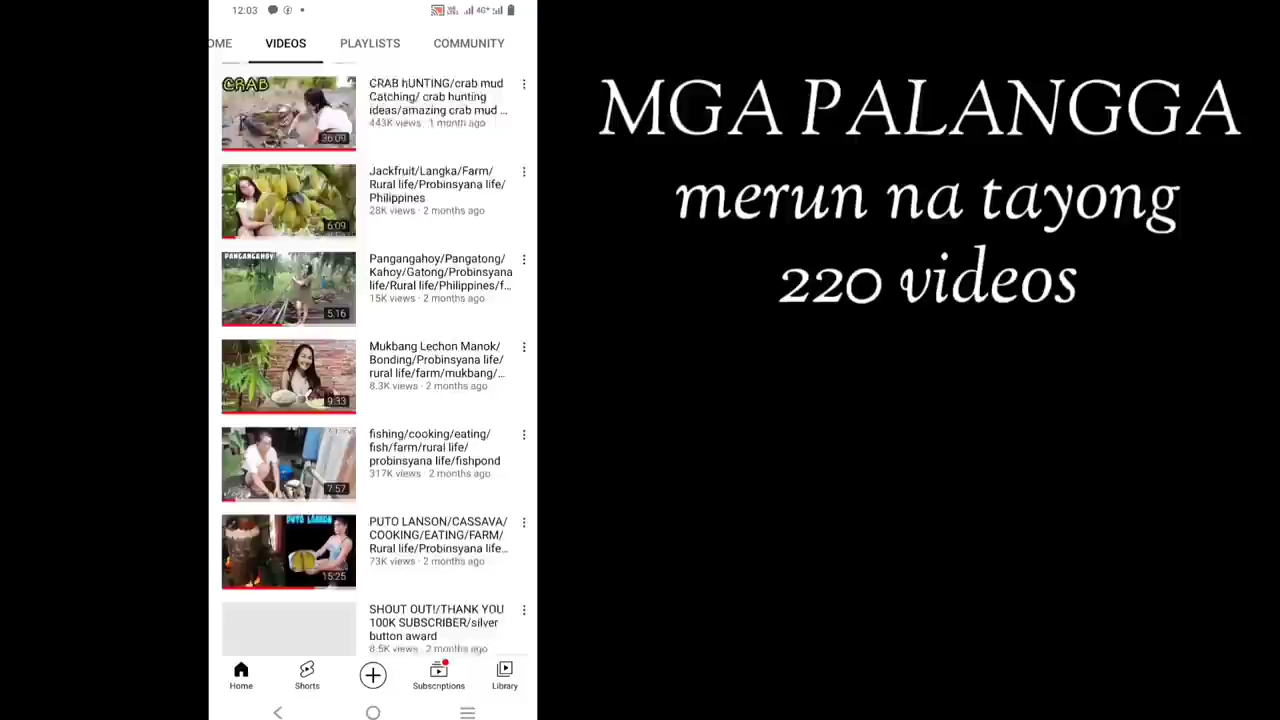 12:03
4G+
OME
VIDEOS
PLAYLISTS
COMMUNITY
CRAB
36:09
CRAB hUNTING/crab mud
Catching/ crab hunting
ideas/amazing crab mud ...
443K views · 1 month ago
6:09
Jackfruit/Langka/Farm/
Rural life/Probinsyana life/
Philippines
28K views · 2 months ago
PANGANGAHOY
5:16
Pangangahoy/Pangatong/
Kahoy/Gatong/Probinsyana
life/Rural life/Philippines/f...
15K views · 2 months ago
9:33
Mukbang Lechon Manok/
Bonding/Probinsyana life/
rural life/farm/mukbang/...
8.3K views · 2 months ago
7:57
fishing/cooking/eating/
fish/farm/rural life/
probinsyana life/fishpond
317K views · 2 months ago
PUTO LANSON
15:25
PUTO LANSON/CASSAVA/
COOKING/EATING/FARM/
Rural life/Probinsyana life...
73K views · 2 months ago
SHOUT OUT!/THANK YOU
100K SUBSCRIBER/silver
button award
8.5K views · 2 months ago
Home
Shorts
Subscriptions
Library
MGA PALANGGA
merun na tayong
220 videos